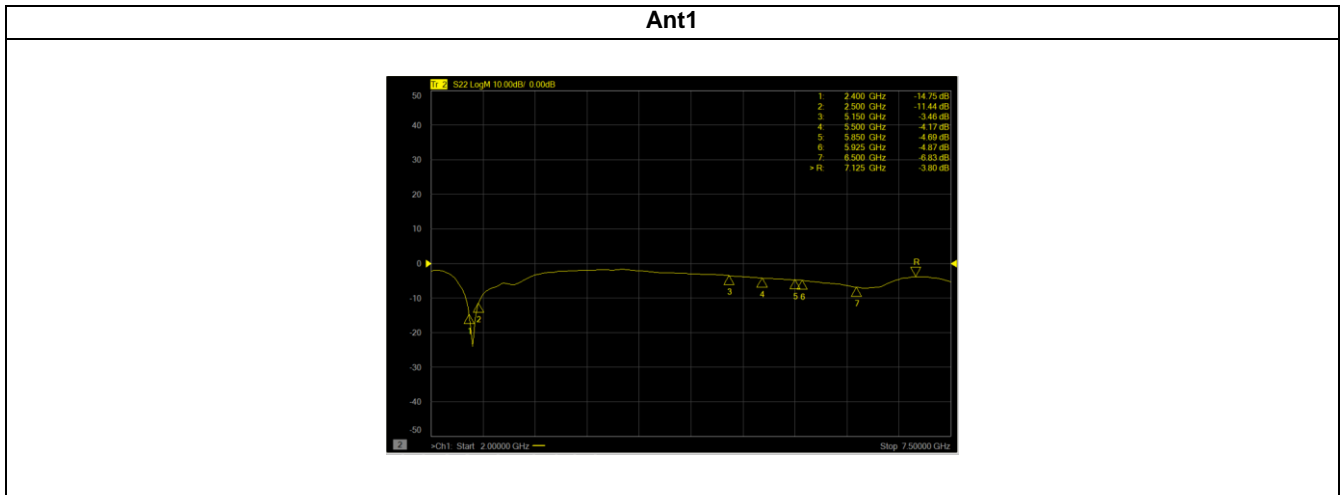 Ant1
Tr 2 S22 LogM 10.00dB/ 0.00dB
50
40
30
20
10
0
-10
-20
-30
-40
-50
1: 2.400 GHz -14.75 dB
2: 2.500 GHz -11.44 dB
3: 5.150 GHz -3.46 dB
4: 5.500 GHz -4.17 dB
5: 5.850 GHz -4.69 dB
6: 5.925 GHz -4.87 dB
7: 6.500 GHz -6.83 dB
> R: 7.125 GHz -3.80 dB
R
1
2
3
4
5
6
7
2
>Ch1: Start 2.00000 GHz
Stop 7.50000 GHz